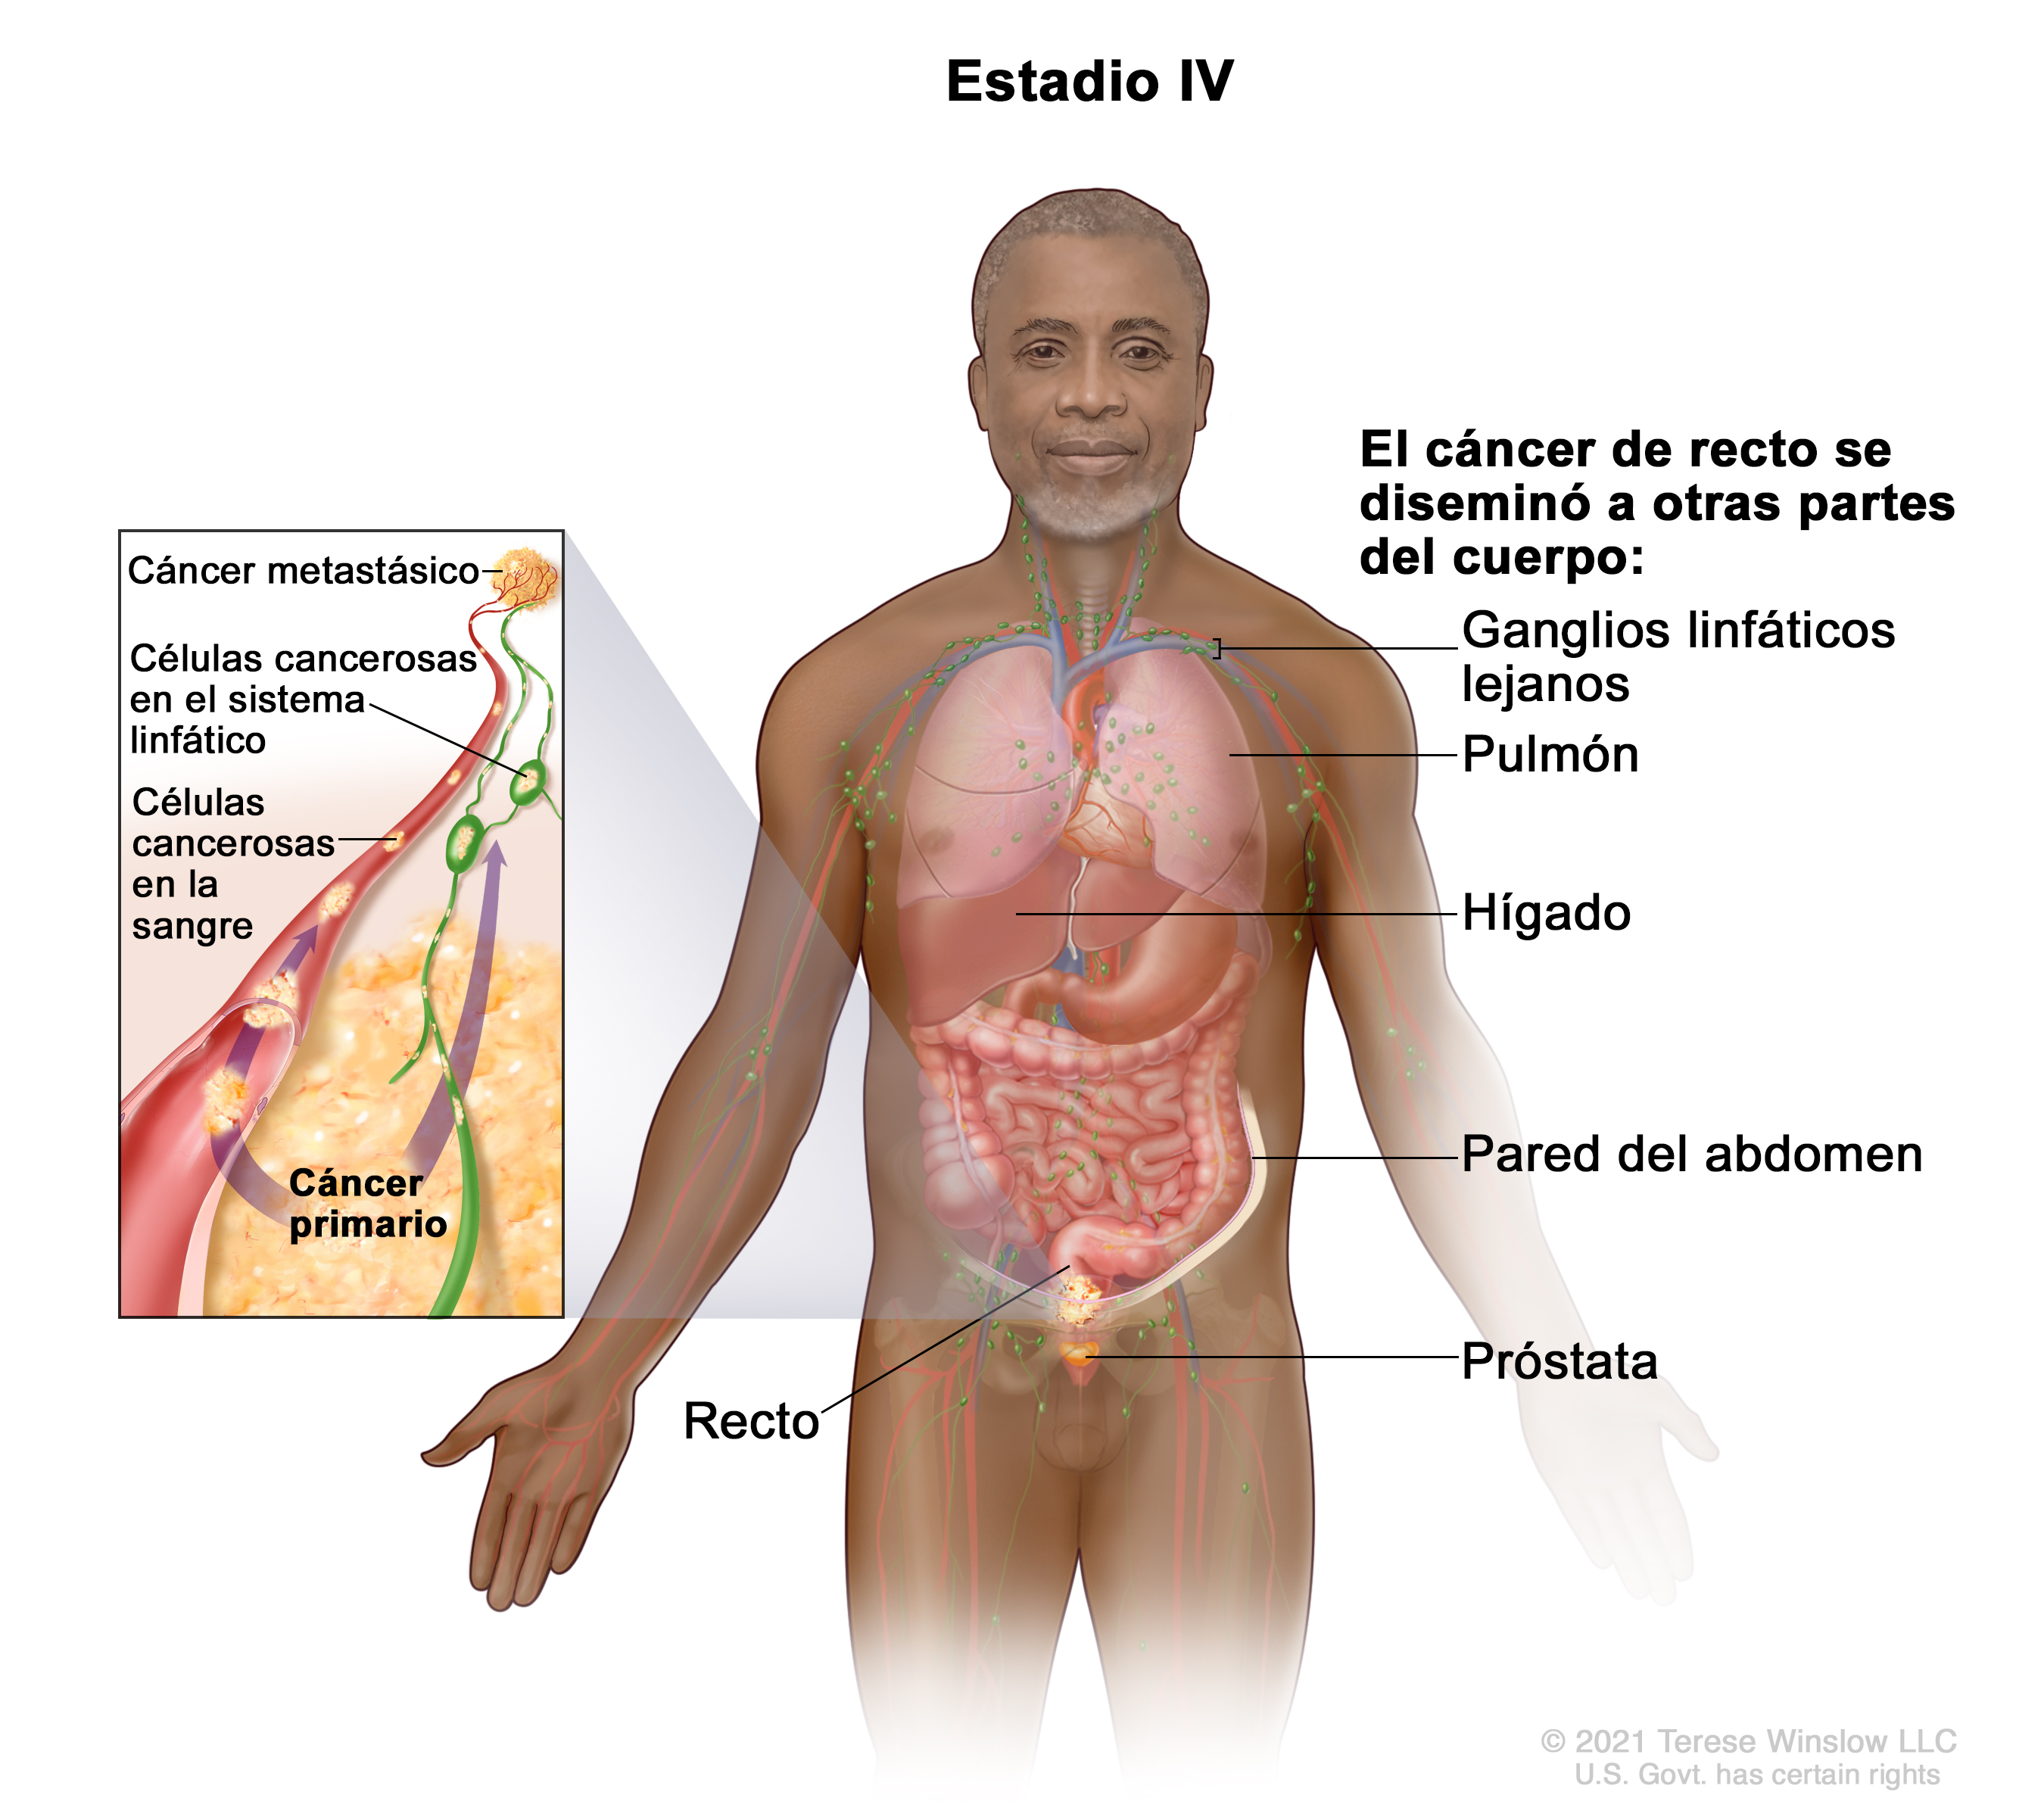 Estadio IV
El cáncer de recto se
diseminó a otras partes
del cuerpo:
Ganglios linfáticos
lejanos
Pulmón
Hígado
Pared del abdomen
Próstata
Recto
Cáncer metastásico
Células cancerosas
en el sistema
linfático
Células
cancerosas
en la
sangre
Cáncer
primario
© 2021 Terese Winslow LLC
U.S. Govt. has certain rights